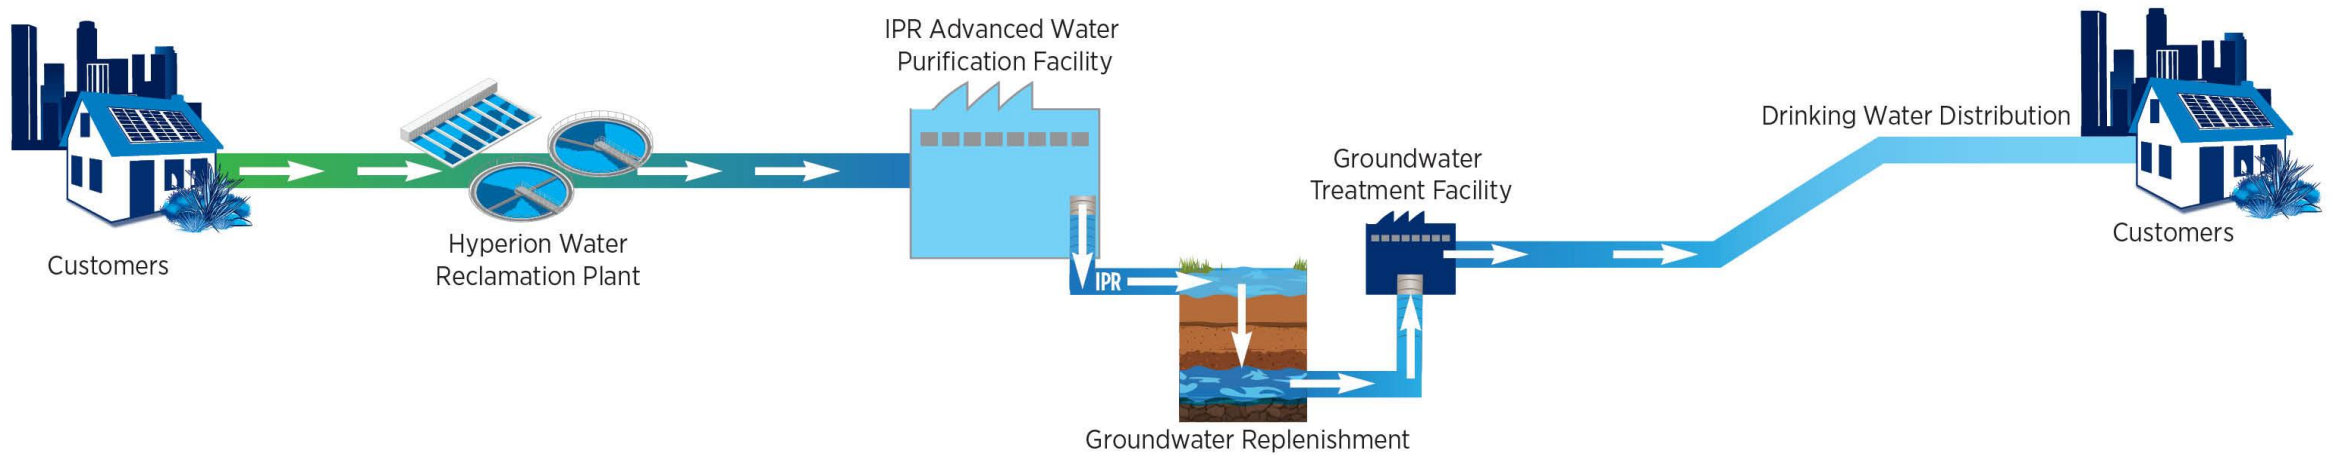 Customers
Hyperion Water
Reclamation Plant
IPR Advanced Water
Purification Facility
IPR
Groundwater Replenishment
Groundwater
Treatment Facility
Drinking Water Distribution
Customers